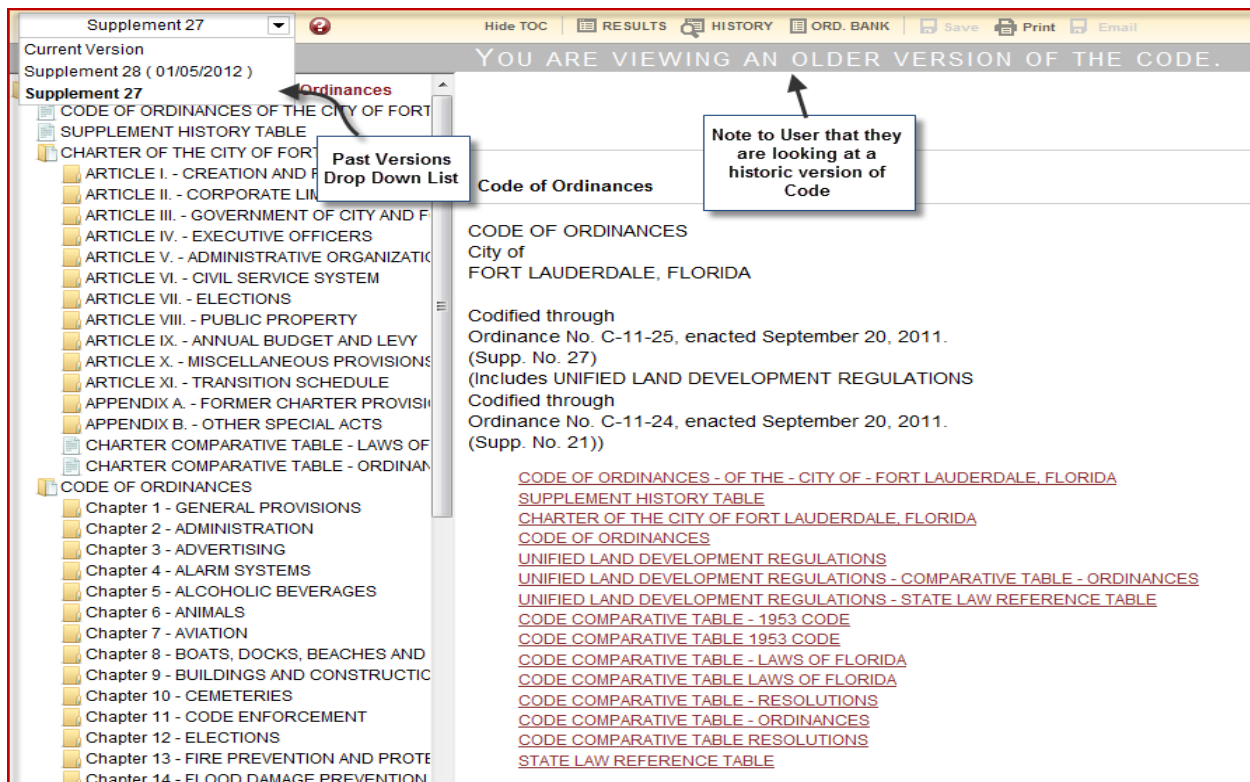 Supplement 27
Hide TOC
RESULTS
HISTORY
ORD. BANK
Save
Print
Email
Current Version
Supplement 28 ( 01/05/2012 )
Supplement 27
YOU ARE VIEWING AN OLDER VERSION OF THE CODE.
Ordinances
CODE OF ORDINANCES OF THE CITY OF FORT
SUPPLEMENT HISTORY TABLE
CHARTER OF THE CITY OF FORT
ARTICLE I. - CREATION AND
ARTICLE II. - CORPORATE LIM
ARTICLE III. - GOVERNMENT OF CITY AND
ARTICLE IV. - EXECUTIVE OFFICERS
ARTICLE V. - ADMINISTRATIVE ORGANIZATIO
ARTICLE VI. - CIVIL SERVICE SYSTEM
ARTICLE VII. - ELECTIONS
ARTICLE VIII. - PUBLIC PROPERTY
ARTICLE IX. - ANNUAL BUDGET AND LEVY
ARTICLE X. - MISCELLANEOUS PROVISIONS
ARTICLE XI. - TRANSITION SCHEDULE
APPENDIX A. - FORMER CHARTER PROVISI
APPENDIX B. - OTHER SPECIAL ACTS
CHARTER COMPARATIVE TABLE - LAWS OF
CHARTER COMPARATIVE TABLE - ORDINAN
CODE OF ORDINANCES
Chapter 1 - GENERAL PROVISIONS
Chapter 2 - ADMINISTRATION
Chapter 3 - ADVERTISING
Chapter 4 - ALARM SYSTEMS
Chapter 5 - ALCOHOLIC BEVERAGES
Chapter 6 - ANIMALS
Chapter 7 - AVIATION
Chapter 8 - BOATS, DOCKS, BEACHES AND
Chapter 9 - BUILDINGS AND CONSTRUCTIO
Chapter 10 - CEMETERIES
Chapter 11 - CODE ENFORCEMENT
Chapter 12 - ELECTIONS
Chapter 13 - FIRE PREVENTION AND PROTE
Chapter 14 - FLOOD DAMAGE PREVENTION
Past Versions
Drop Down List
Note to User that they
are looking at a
historic version of
Code
Code of Ordinances
CODE OF ORDINANCES
City of
FORT LAUDERDALE, FLORIDA
Codified through
Ordinance No. C-11-25, enacted September 20, 2011.
(Supp. No. 27)
(Includes UNIFIED LAND DEVELOPMENT REGULATIONS
Codified through
Ordinance No. C-11-24, enacted September 20, 2011.
(Supp. No. 21))
CODE OF ORDINANCES - OF THE - CITY OF - FORT LAUDERDALE, FLORIDA
SUPPLEMENT HISTORY TABLE
CHARTER OF THE CITY OF FORT LAUDERDALE, FLORIDA
CODE OF ORDINANCES
UNIFIED LAND DEVELOPMENT REGULATIONS
UNIFIED LAND DEVELOPMENT REGULATIONS - COMPARATIVE TABLE - ORDINANCES
UNIFIED LAND DEVELOPMENT REGULATIONS - STATE LAW REFERENCE TABLE
CODE COMPARATIVE TABLE - 1953 CODE
CODE COMPARATIVE TABLE 1953 CODE
CODE COMPARATIVE TABLE - LAWS OF FLORIDA
CODE COMPARATIVE TABLE LAWS OF FLORIDA
CODE COMPARATIVE TABLE - RESOLUTIONS
CODE COMPARATIVE TABLE - ORDINANCES
CODE COMPARATIVE TABLE RESOLUTIONS
STATE LAW REFERENCE TABLE